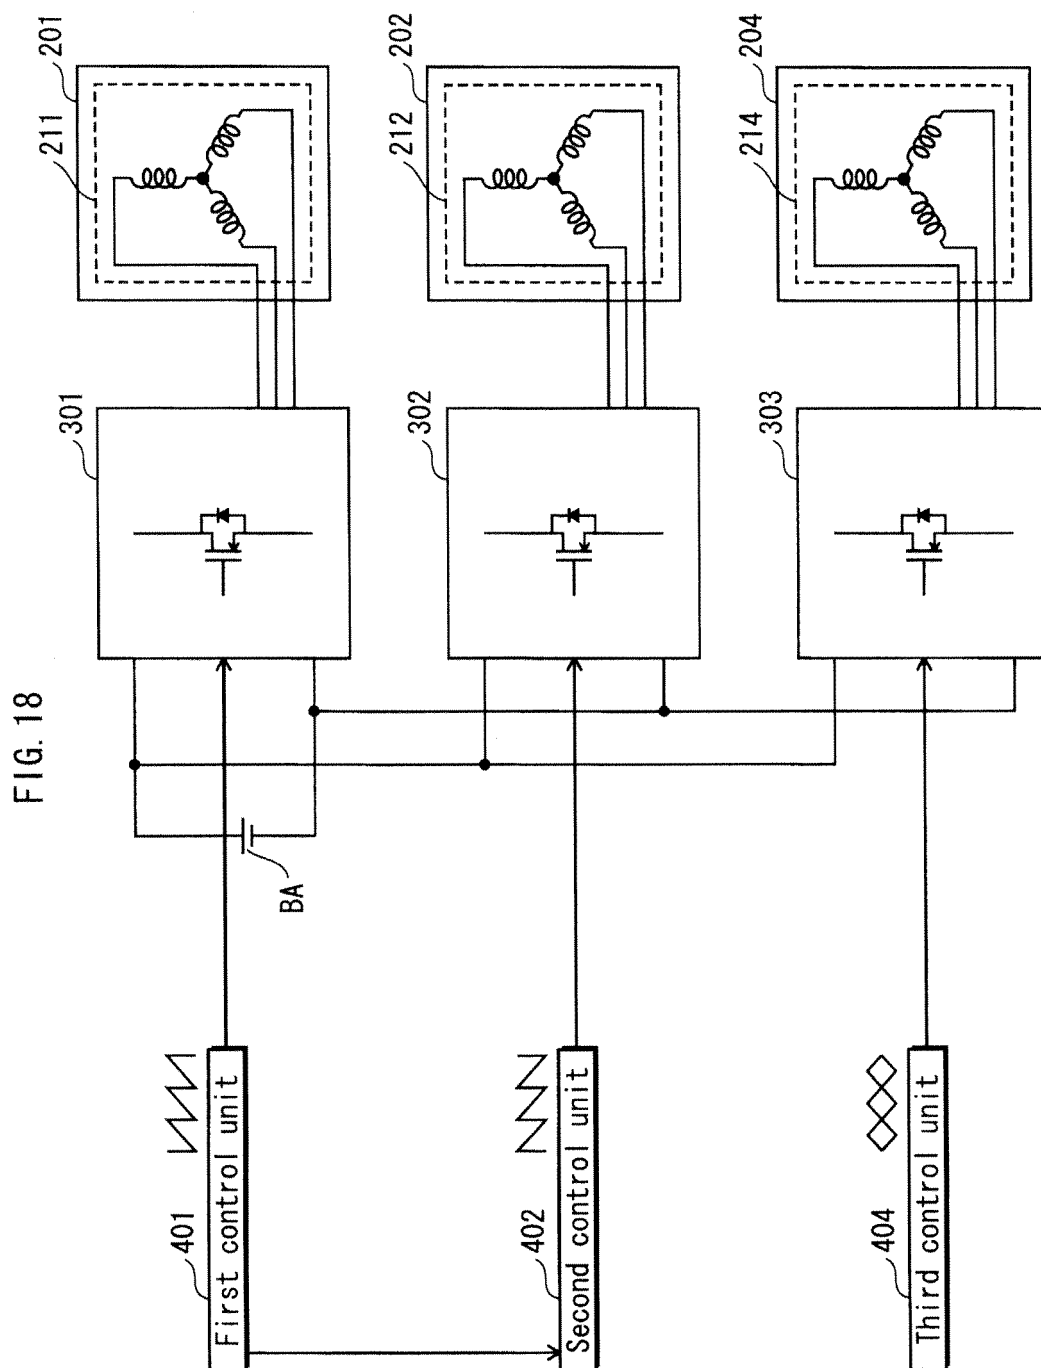 FIG. 18
401
First control unit
BA
301
211
201
402
Second control unit
302
212
202
404
Third control unit
303
214
204